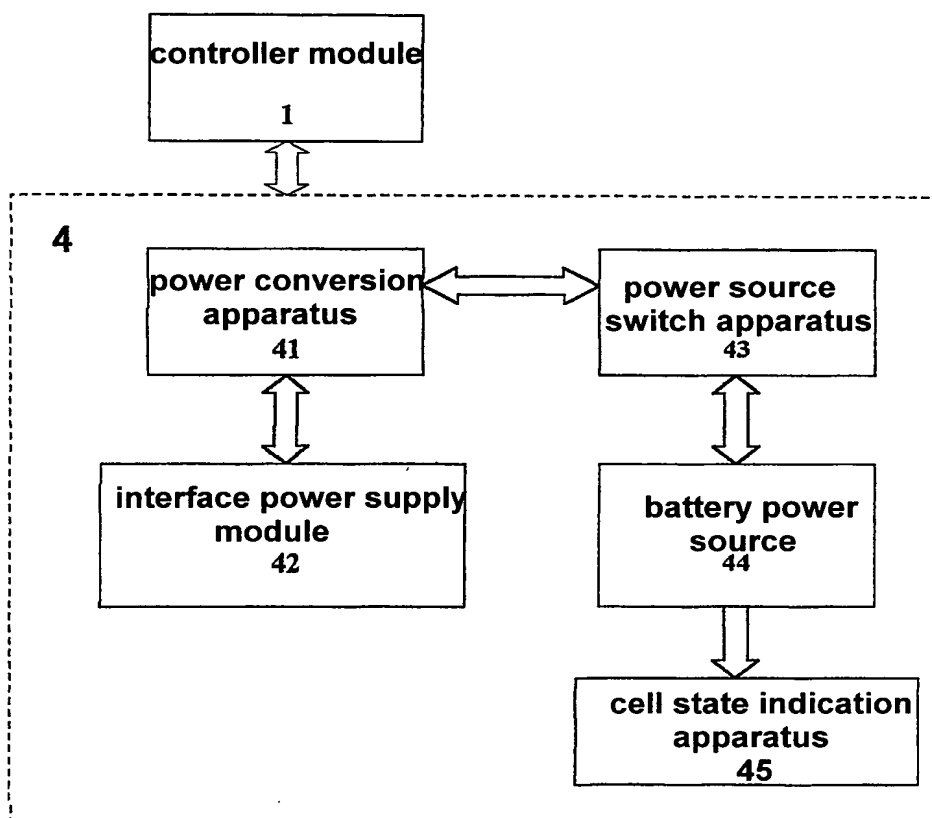 controller module
1
4
power conversion
apparatus
41
power source
switch apparatus
43
interface power supply
module
42
battery power
source
44
cell state indication
apparatus
45